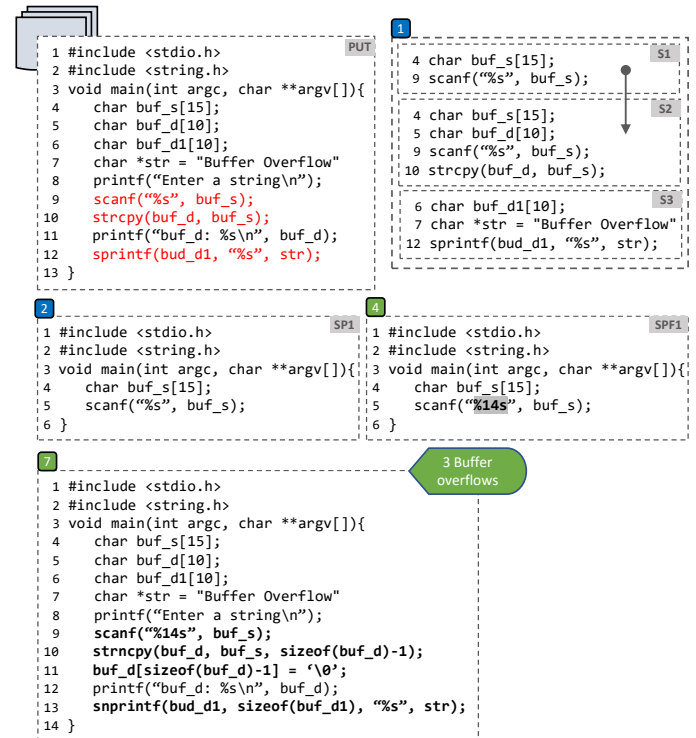 PUT
1 #include <stdio.h>
2 #include <string.h>
3 void main(int argc, char **argv[]){
4 char buf_s[15];
5 char buf_d[10];
6 char buf_d1[10];
7 char *str = "Buffer Overflow"
8 printf(“Enter a string\n”);
9 scanf(“%s”, buf_s);
10 strcpy(buf_d, buf_s);
11 printf(“buf_d: %s\n”, buf_d);
12 sprintf(bud_d1, “%s”, str);
13 }
1
S1
4 char buf_s[15];
9 scanf(“%s”, buf_s);
S2
4 char buf_s[15];
5 char buf_d[10];
9 scanf(“%s”, buf_s);
10 strcpy(buf_d, buf_s);
S3
6 char buf_d1[10];
7 char *str = "Buffer Overflow"
12 sprintf(bud_d1, “%s”, str);
2
SP1
1 #include <stdio.h>
2 #include <string.h>
3 void main(int argc, char **argv[]){
4 char buf_s[15];
5 scanf(“%s”, buf_s);
6 }
4
SPF1
1 #include <stdio.h>
2 #include <string.h>
3 void main(int argc, char **argv[]){
4 char buf_s[15];
5 scanf(“%14s”, buf_s);
6 }
7
3 Buffer
overflows
1 #include <stdio.h>
2 #include <string.h>
3 void main(int argc, char **argv[]){
4 char buf_s[15];
5 char buf_d[10];
6 char buf_d1[10];
7 char *str = "Buffer Overflow"
8 printf(“Enter a string\n”);
9 scanf(“%14s”, buf_s);
10 strncpy(buf_d, buf_s, sizeof(buf_d)-1);
11 buf_d[sizeof(buf_d)-1] = ‘\0’;
12 printf(“buf_d: %s\n”, buf_d);
13 snprintf(bud_d1, sizeof(buf_d1), “%s”, str);
14 }